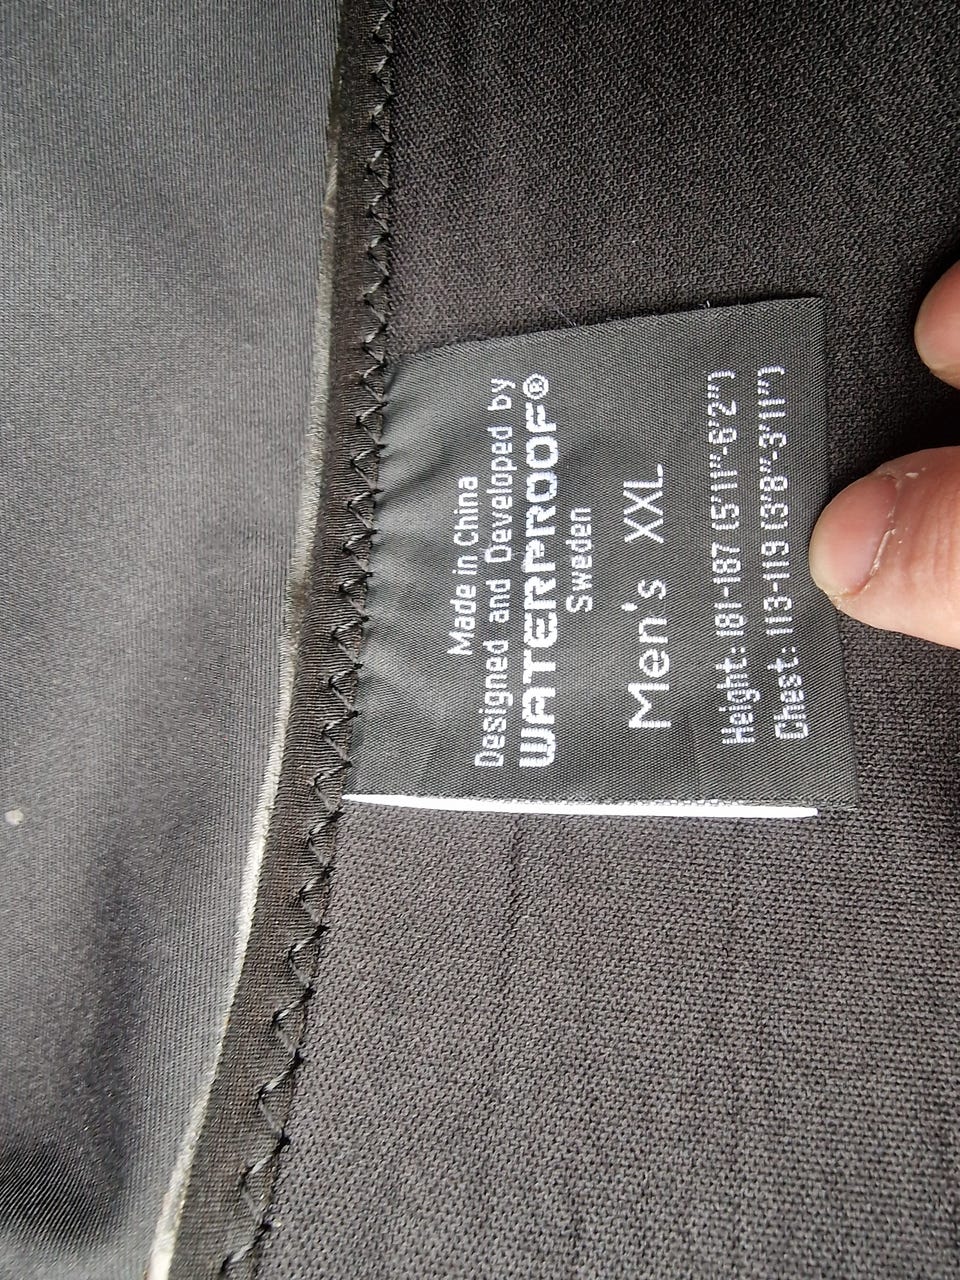 Made in China
Designed and Developed by
WATERPROOF®
Sweden
Men's XXL
Height: 181-187 (5'11"-6'2")
Chest: 113-119 (3'8"-3'11")